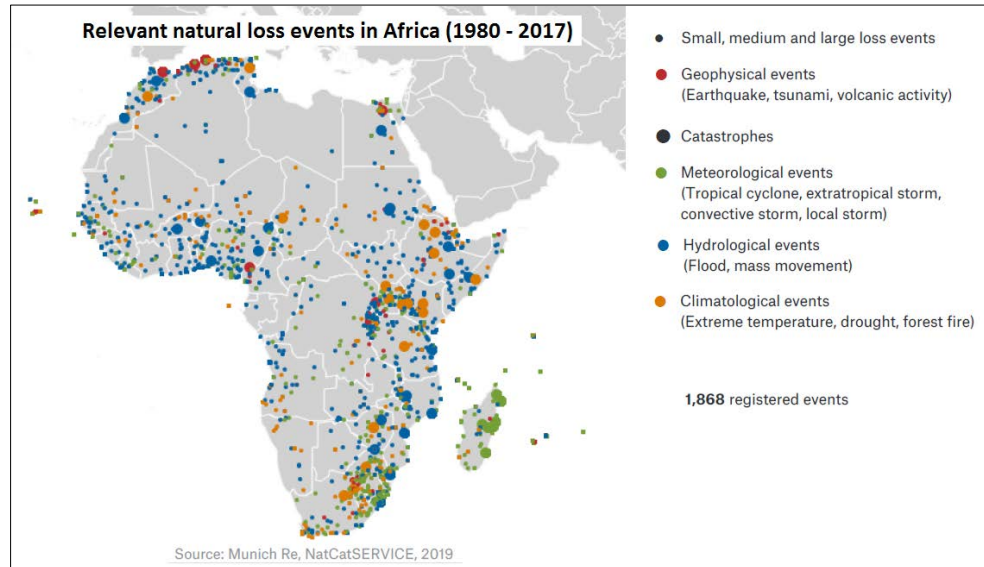 Relevant natural loss events in Africa (1980 - 2017)
Small, medium and large loss events
Geophysical events
(Earthquake, tsunami, volcanic activity)
Catastrophes
Meteorological events
(Tropical cyclone, extratropical storm,
convective storm, local storm)
Hydrological events
(Flood, mass movement)
Climatological events
(Extreme temperature, drought, forest fire)
1,868 registered events
Source: Munich Re, NatCatSERVICE, 2019